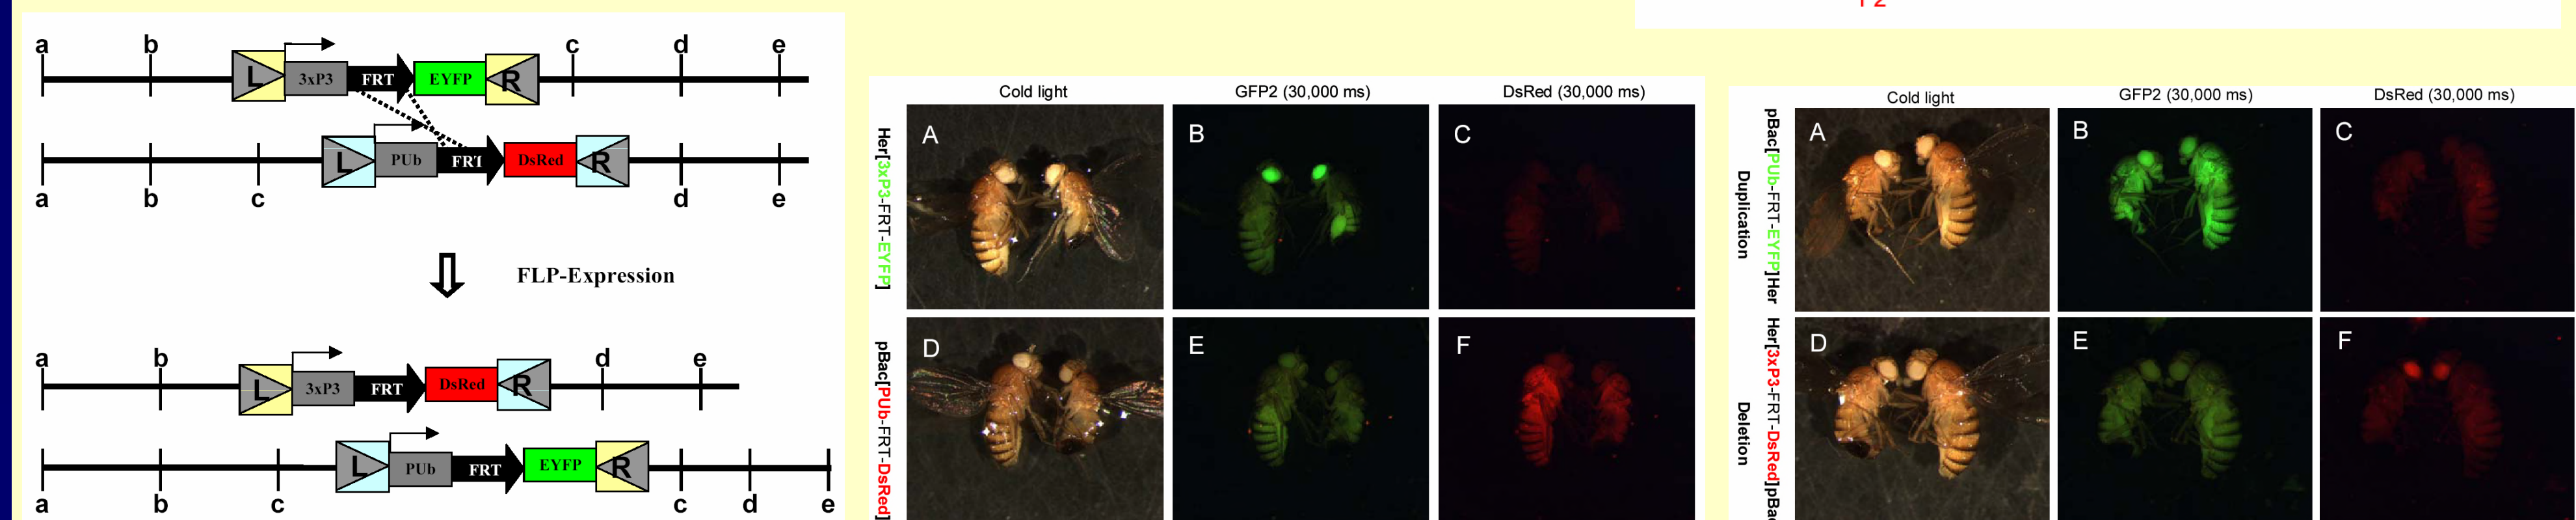 F2
a b c d e
L 3xP3 FRT EYFP R
L PUb FRT DsRed R
a b c d e
FLP-Expression
a b d e
L 3xP3 FRT DsRed R
L PUb FRT EYFP R
a b c c d e
Cold light GFP2 (30,000 ms) DsRed (30,000 ms)
Her[3xP3-FRT-EYFP]
A B C
pBac[PUb-FRT-DsRed]
D E F
Cold light GFP2 (30,000 ms) DsRed (30,000 ms)
Duplication
pBac[PUb-FRT-EYFP]Her
A B C
Deletion
Her[3xP3-FRT-DsRed]pBac
D E F